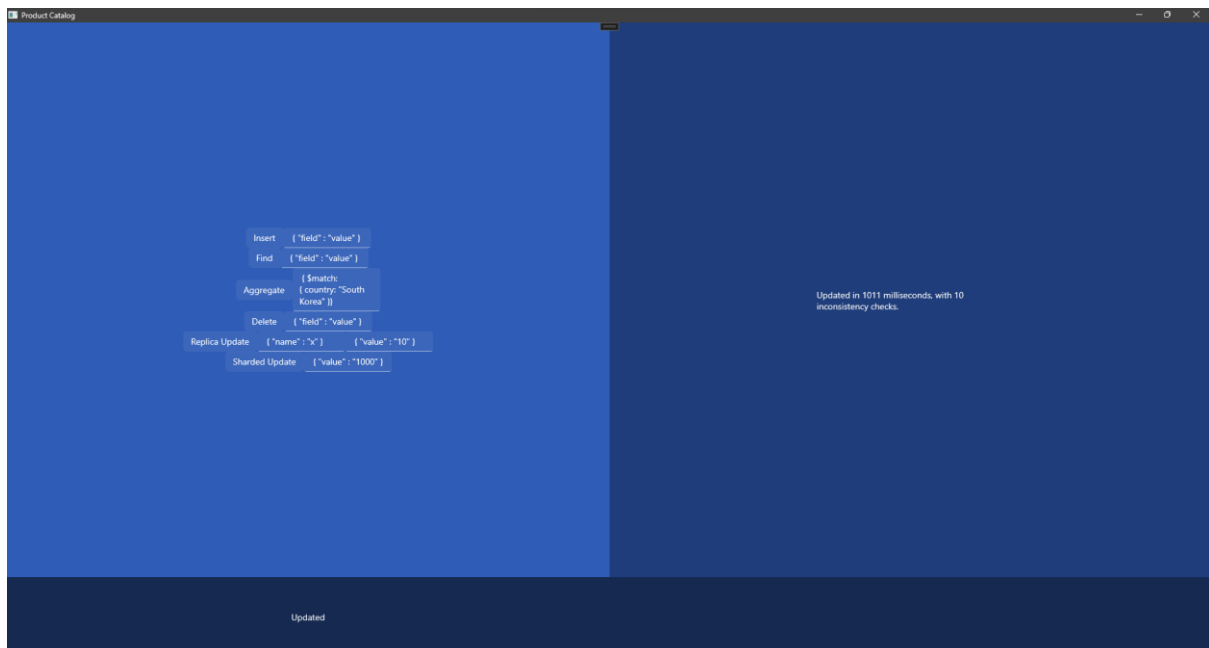 Product Catalog
Insert { "field" : "value" }
Find { "field" : "value" }
Aggregate { $match:
{ country: "South
Korea" }}
Delete { "field" : "value" }
Replica Update { "name" : "x" } { "value" : "10" }
Sharded Update { "value" : "1000" }
Updated in 1011 milliseconds, with 10
inconsistency checks.
Updated